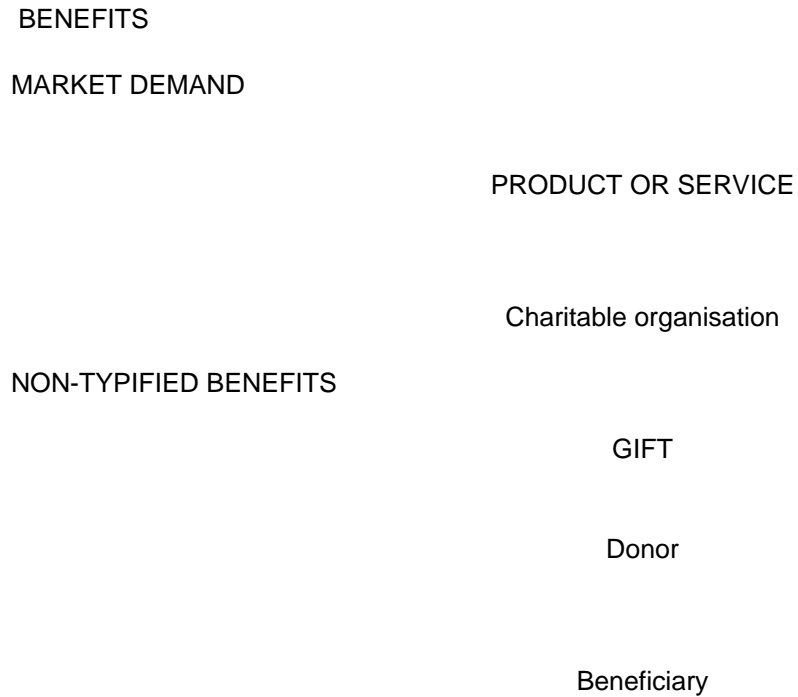 BENEFITS
MARKET DEMAND
PRODUCT OR SERVICE
Charitable organisation
NON-TYPIFIED BENEFITS
GIFT
Donor
Beneficiary